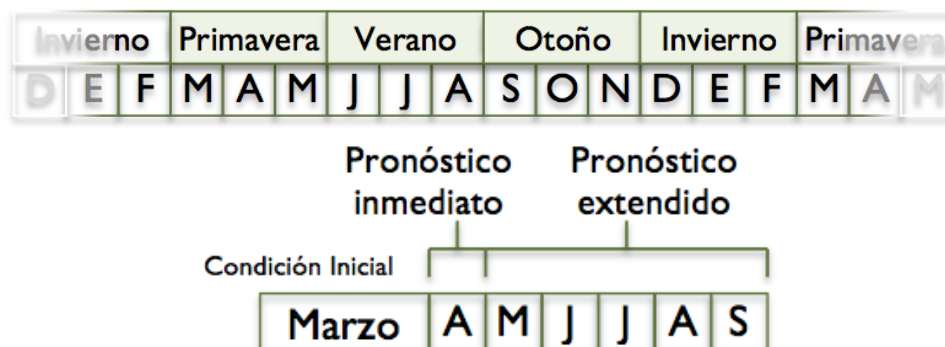 Invierno Primavera Verano Otoño Invierno Primavera
D E F M A M J J A S O N D E F M A M
Pronóstico Pronóstico
inmediato extendido
Condición Inicial
Marzo A M J J A S